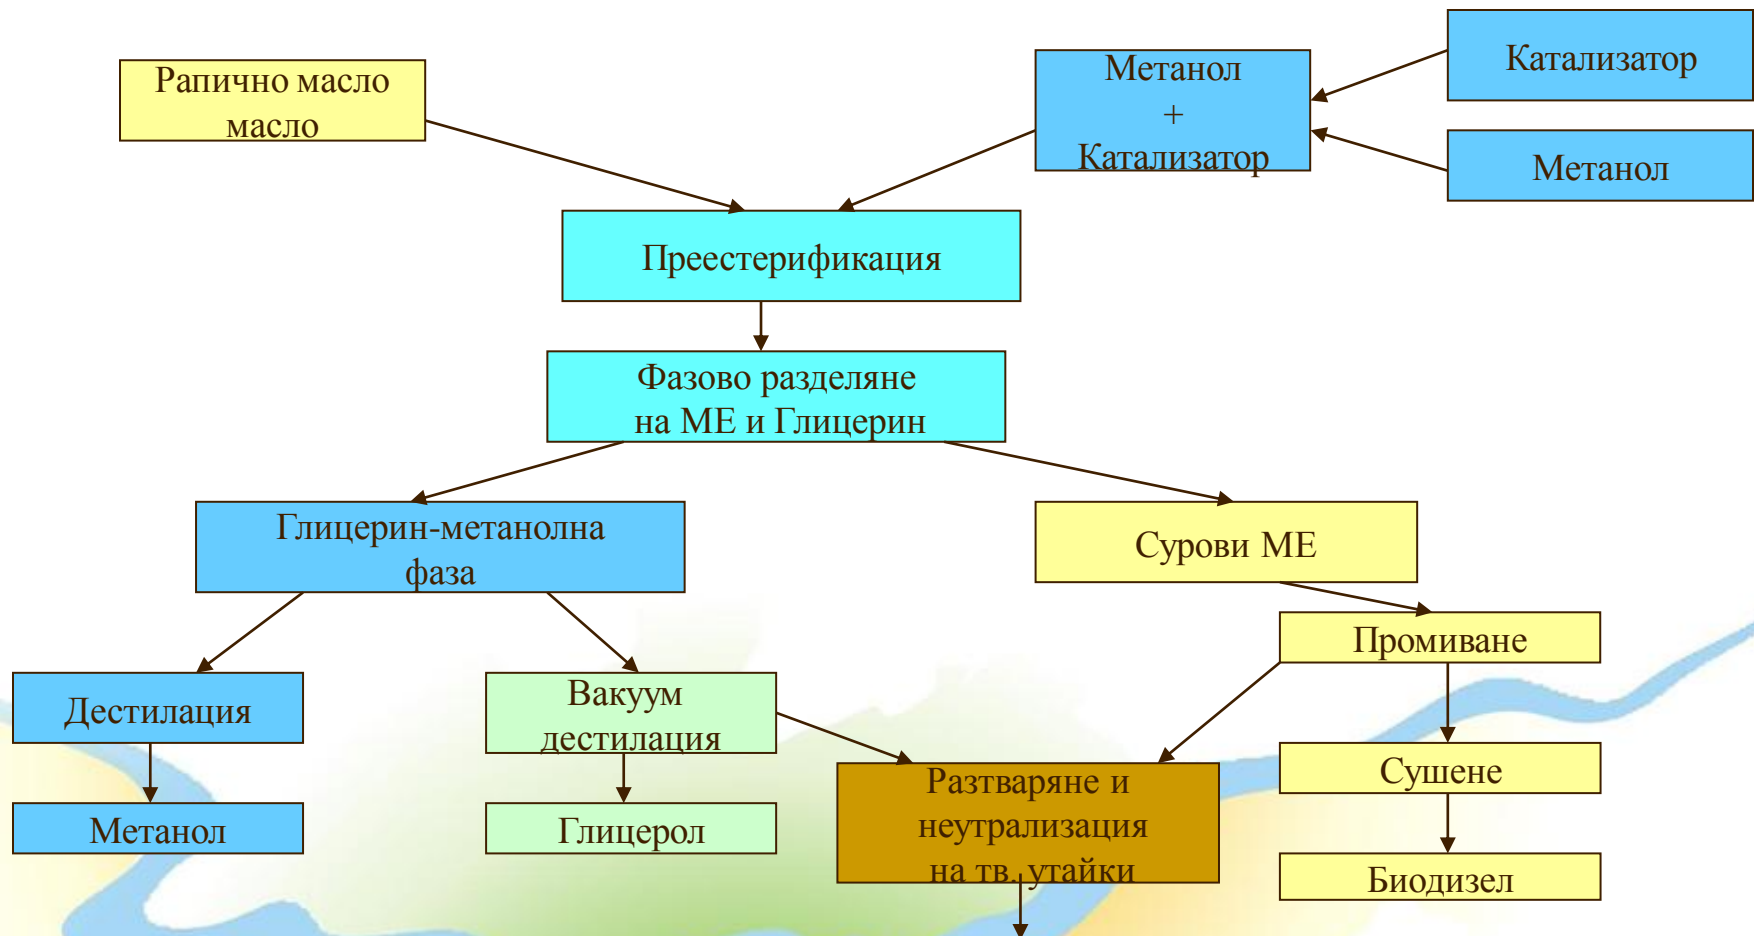 Рапично масло
масло
Метанол
+
Катализатор
Катализатор
Метанол
Преестерификация
Фазово разделяне
на МЕ и Глицерин
Глицерин-метанолна
фаза
Сурови МЕ
Промиване
Дестилация
Вакуум
дестилация
Разтваряне и
неутрализация
на тв. утайки
Сушене
Метанол
Глицерол
Биодизел